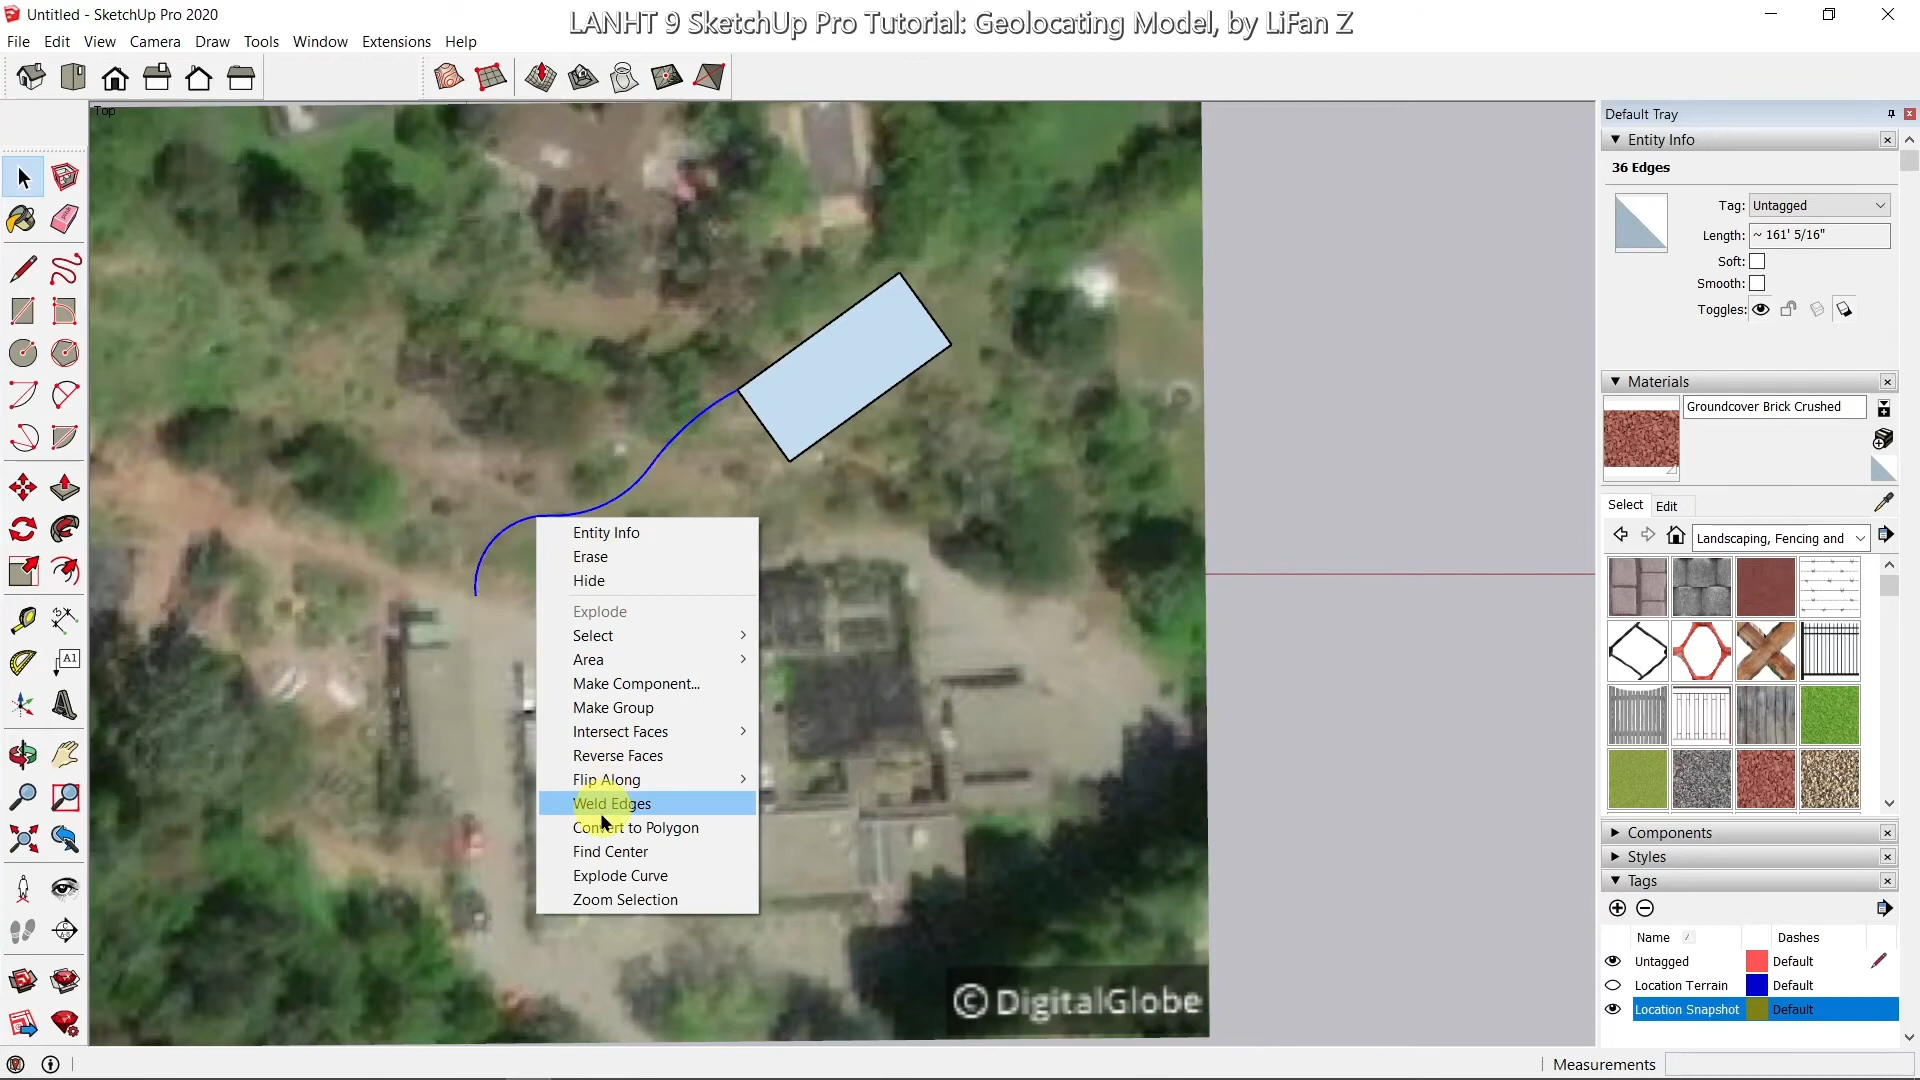 Untitled - SketchUp Pro 2020
LANHT 9 SketchUp Pro Tutorial: Geolocating Model, by LiFan Z
File Edit View Camera Draw Tools Window Extensions Help
Top
Default Tray
Entity Info
36 Edges
Tag: Untagged
Length: ~ 161' 5/16"
Soft:
Smooth:
Toggles:
Materials
Groundcover Brick Crushed
Select Edit
Landscaping, Fencing and
Components
Styles
Tags
Name Dashes
Untagged Default
Location Terrain Default
Location Snapshot Default
Entity Info
Erase
Hide
Explode
Select
Area
Make Component...
Make Group
Intersect Faces
Reverse Faces
Flip Along
Weld Edges
Convert to Polygon
Find Center
Explode Curve
Zoom Selection
A1
© DigitalGlobe
Measurements